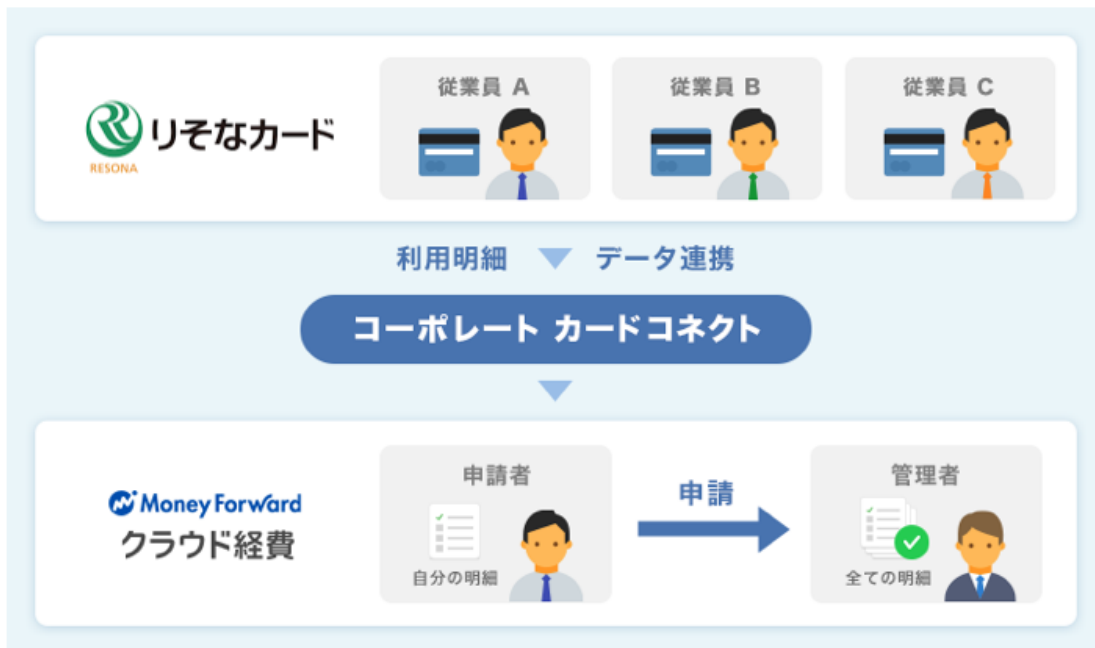 りそなカード
RESONA
従業員 A
従業員 B
従業員 C
利用明細
データ連携
コーポレート カードコネクト
Money Forward
クラウド経費
申請者
自分の明細
申請
管理者
全ての明細